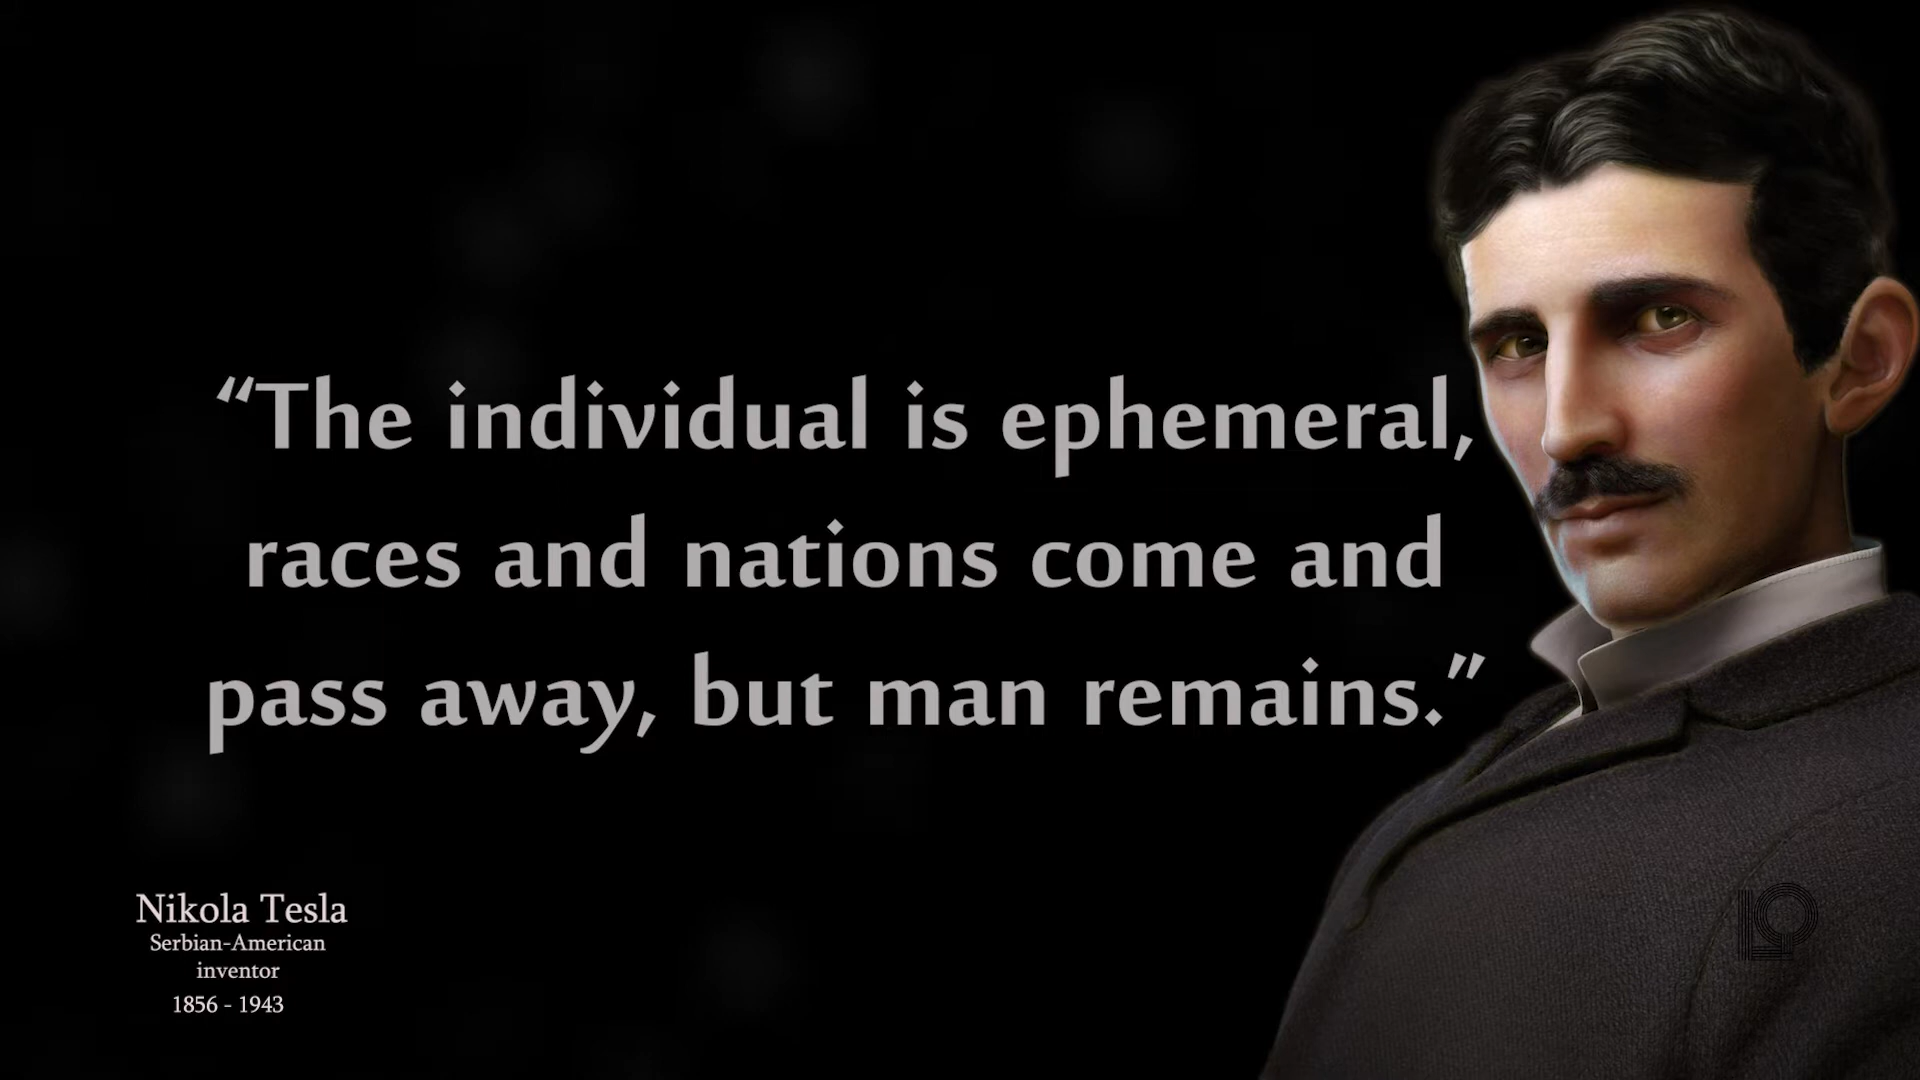 “The individual is ephemeral,
races and nations come and
pass away, but man remains.”
Nikola Tesla
Serbian-American
inventor
1856 - 1943